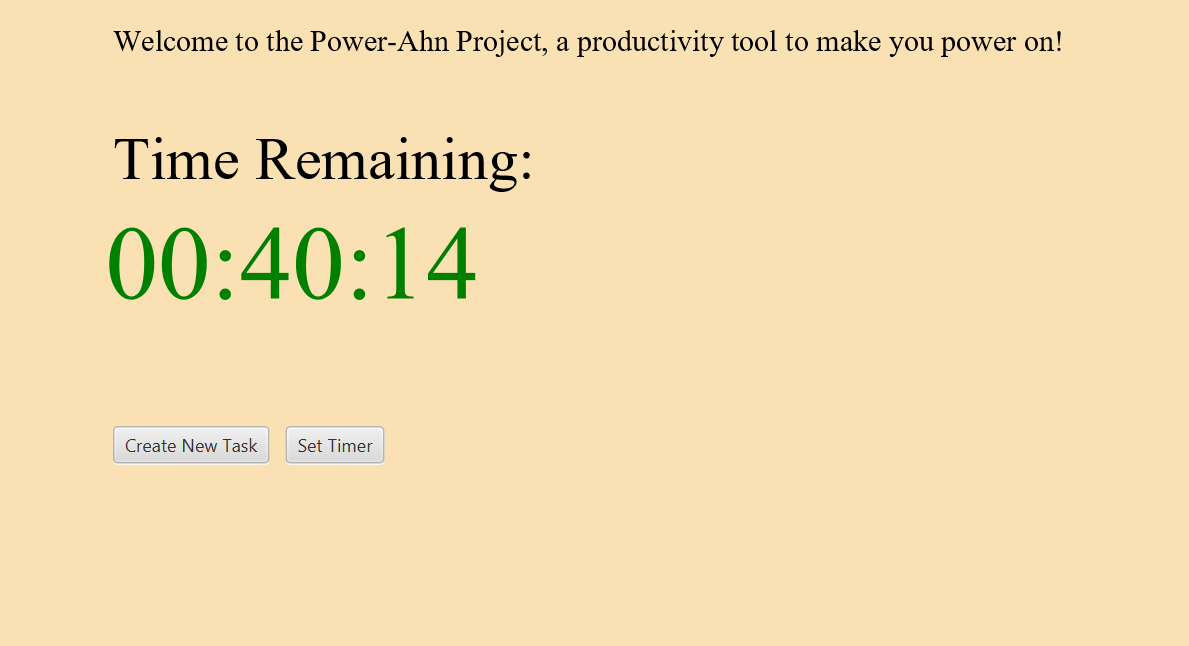 Welcome to the Power-Ahn Project, a productivity tool to make you power on!
Time Remaining:
00:40:14
Create New Task Set Timer